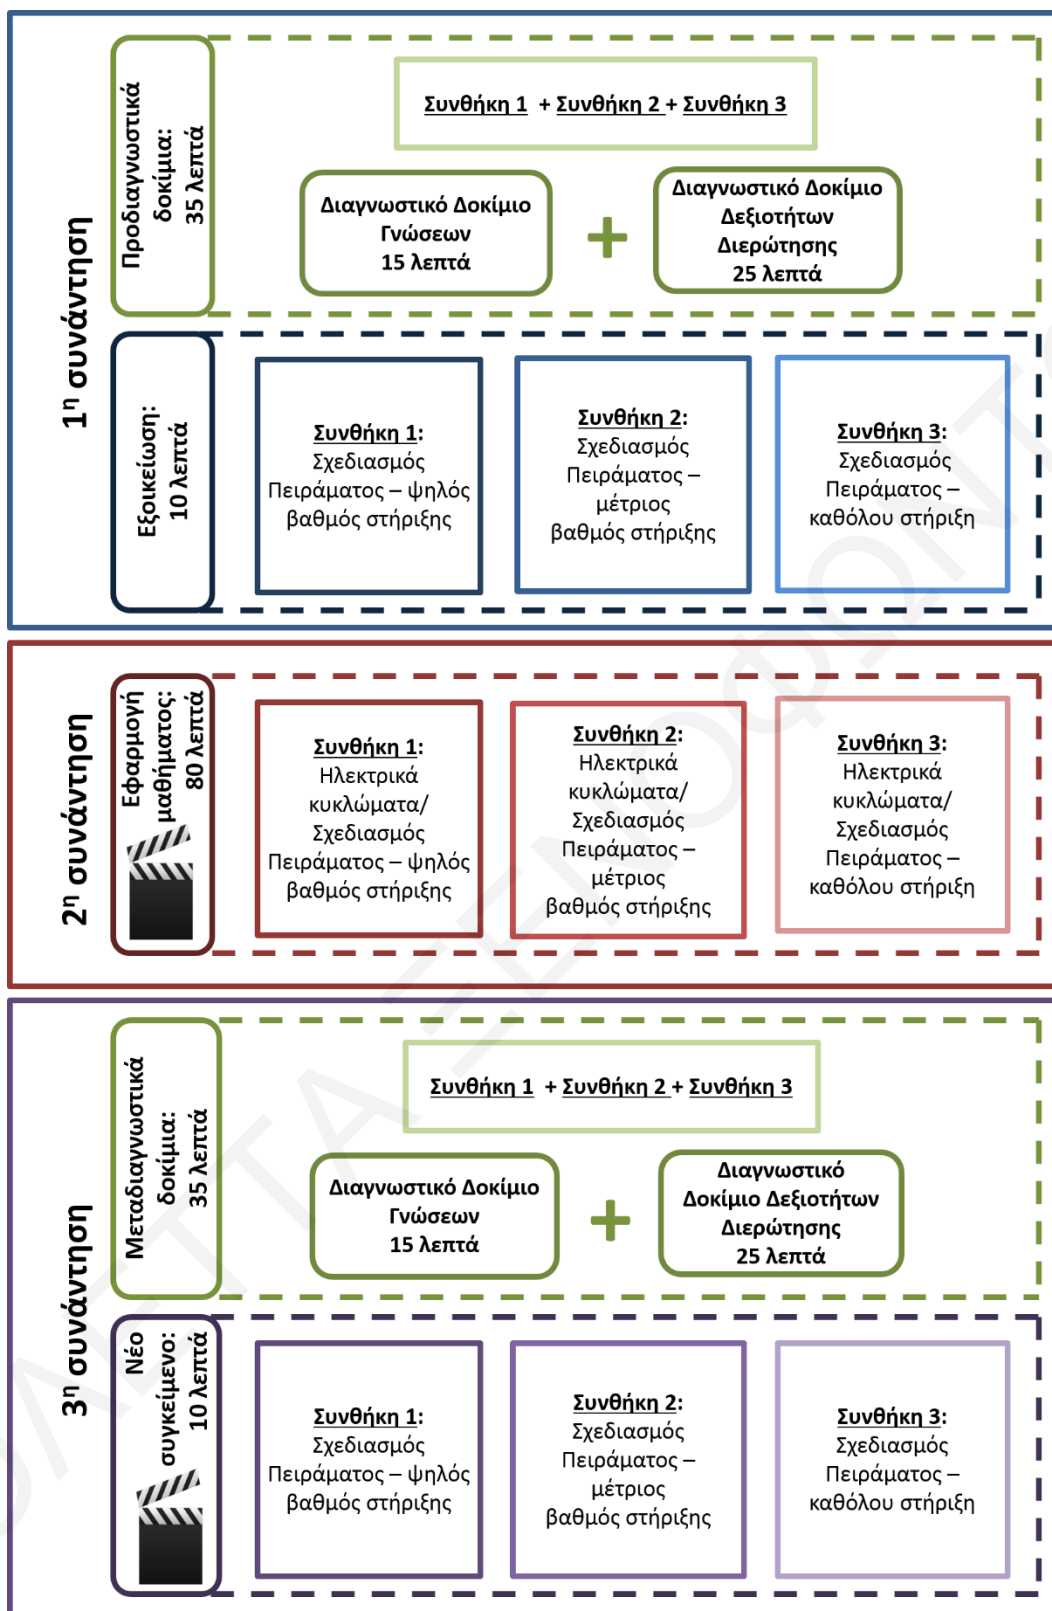 1η συνάντηση
Προδιαγνωστικά
δοκίμια:
35 λεπτά
Συνθήκη 1 + Συνθήκη 2 + Συνθήκη 3
Διαγνωστικό Δοκίμιο
Γνώσεων
15 λεπτά
+
Διαγνωστικό Δοκίμιο
Δεξιοτήτων
Διερώτησης
25 λεπτά
Εξοικείωση:
10 λεπτά
Συνθήκη 1:
Σχεδιασμός
Πειράματος – ψηλός
βαθμός στήριξης
Συνθήκη 2:
Σχεδιασμός
Πειράματος –
μέτριος
βαθμός στήριξης
Συνθήκη 3:
Σχεδιασμός
Πειράματος –
καθόλου στήριξη
2η συνάντηση
Εφαρμογή
μαθήματος:
80 λεπτά
Συνθήκη 1:
Ηλεκτρικά
κυκλώματα/
Σχεδιασμός
Πειράματος – ψηλός
βαθμός στήριξης
Συνθήκη 2:
Ηλεκτρικά
κυκλώματα/
Σχεδιασμός
Πειράματος –
μέτριος
βαθμός στήριξης
Συνθήκη 3:
Ηλεκτρικά
κυκλώματα/
Σχεδιασμός
Πειράματος –
καθόλου στήριξη
3η συνάντηση
Μεταδιαγνωστικά
δοκίμια:
35 λεπτά
Συνθήκη 1 + Συνθήκη 2 + Συνθήκη 3
Διαγνωστικό Δοκίμιο
Γνώσεων
15 λεπτά
+
Διαγνωστικό
Δοκίμιο Δεξιοτήτων
Διερώτησης
25 λεπτά
Νέο
συγκείμενο:
10 λεπτά
Συνθήκη 1:
Σχεδιασμός
Πειράματος – ψηλός
βαθμός στήριξης
Συνθήκη 2:
Σχεδιασμός
Πειράματος –
μέτριος
βαθμός στήριξης
Συνθήκη 3:
Σχεδιασμός
Πειράματος –
καθόλου στήριξη